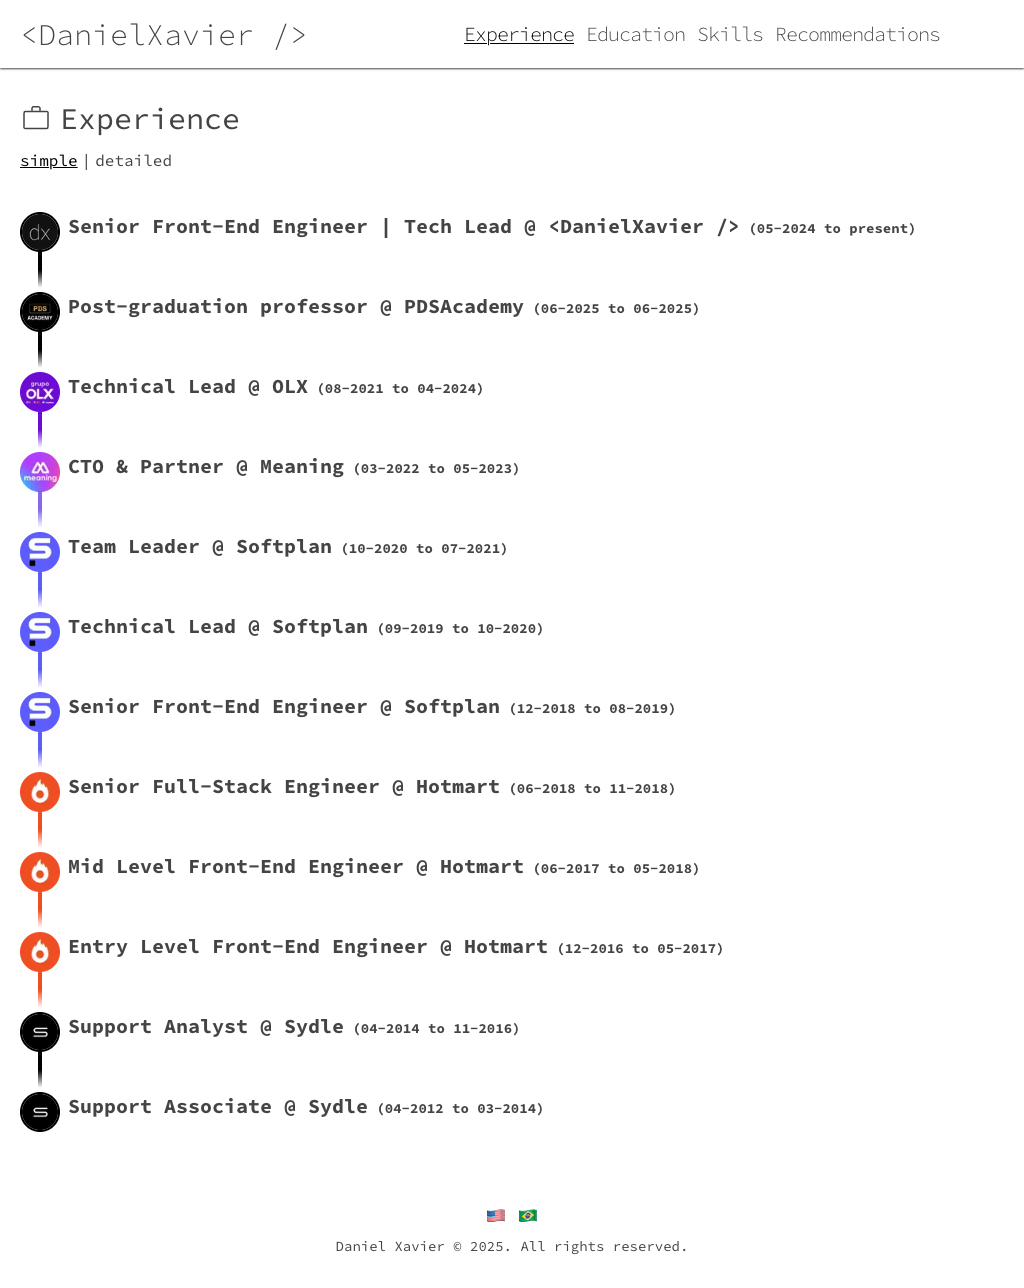 <DanielXavier />
Experience Education Skills Recommendations
Experience
simple | detailed
dx
Senior Front-End Engineer | Tech Lead @ <DanielXavier /> (05-2024 to present)
PDS
ACADEMY
Post-graduation professor @ PDSAcademy (06-2025 to 06-2025)
grupo
OLX
Technical Lead @ OLX (08-2021 to 04-2024)
meaning
CTO & Partner @ Meaning (03-2022 to 05-2023)
Team Leader @ Softplan (10-2020 to 07-2021)
Technical Lead @ Softplan (09-2019 to 10-2020)
Senior Front-End Engineer @ Softplan (12-2018 to 08-2019)
Senior Full-Stack Engineer @ Hotmart (06-2018 to 11-2018)
Mid Level Front-End Engineer @ Hotmart (06-2017 to 05-2018)
Entry Level Front-End Engineer @ Hotmart (12-2016 to 05-2017)
Support Analyst @ Sydle (04-2014 to 11-2016)
Support Associate @ Sydle (04-2012 to 03-2014)
Daniel Xavier © 2025. All rights reserved.